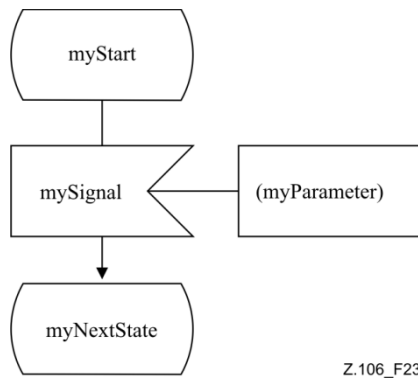 myStart
mySignal
(myParameter)
myNextState
Z.106_F23